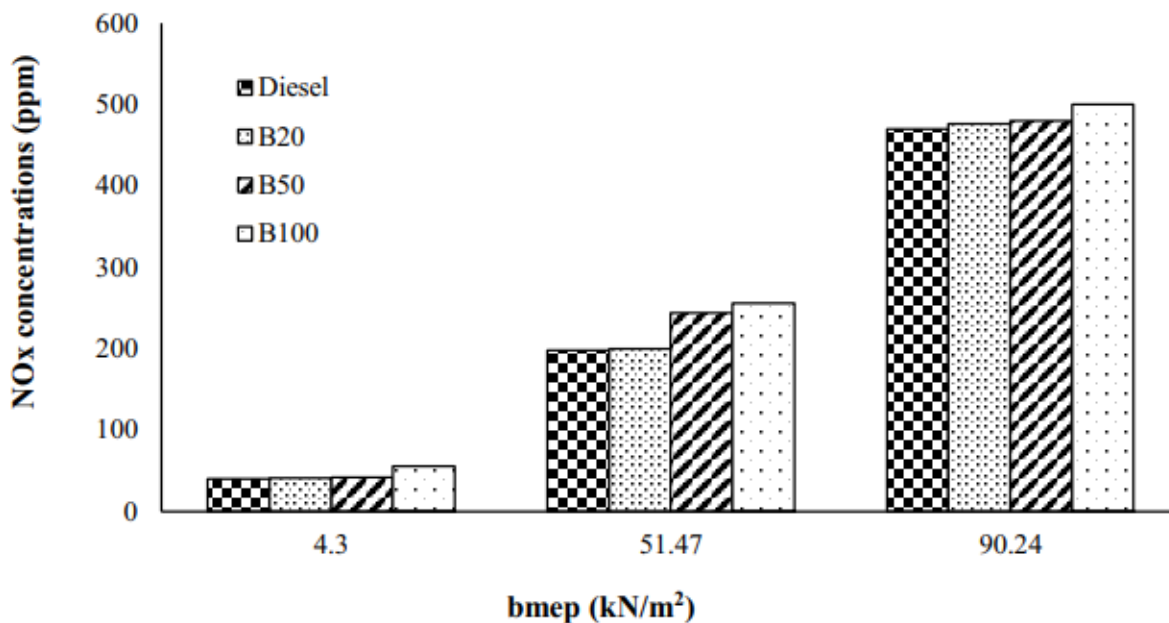 NOx concentrations (ppm)
600
500
400
300
200
100
0
Diesel
B20
B50
B100
4.3 51.47 90.24
bmep (kN/m²)